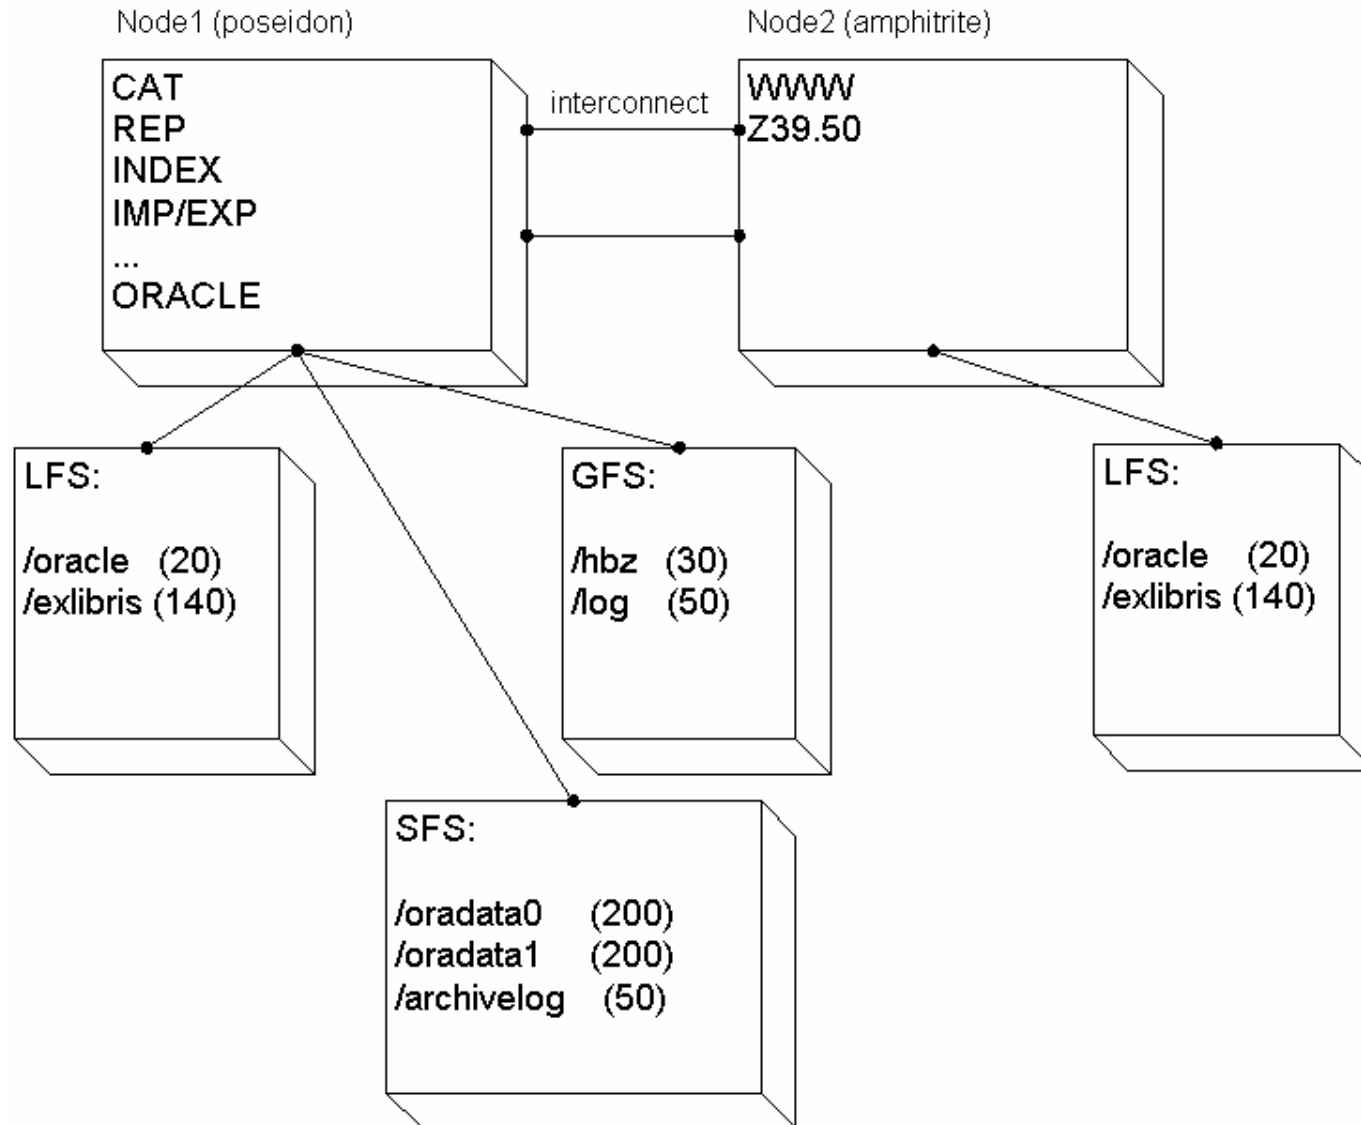 Node1 (poseidon)
Node2 (amphitrite)
CAT
REP
INDEX
IMP/EXP
...
ORACLE
interconnect
WWW
Z39.50
LFS:
/oracle (20)
/exlibris (140)
GFS:
/hbz (30)
/log (50)
LFS:
/oracle (20)
/exlibris (140)
SFS:
/oradata0 (200)
/oradata1 (200)
/archivelog (50)